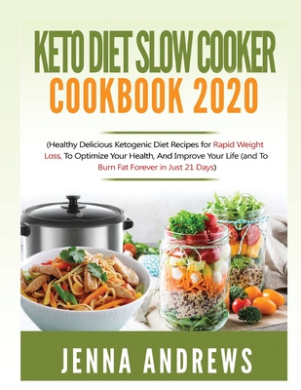 KETO DIET SLOW COOKER
COOKBOOK 2020
(Healthy Delicious Ketogenic Diet Recipes for Rapid Weight
Loss, To Optimize Your Health, And Improve Your Life (and To
Burn Fat Forever in Just 21 Days)
JENNA ANDREWS